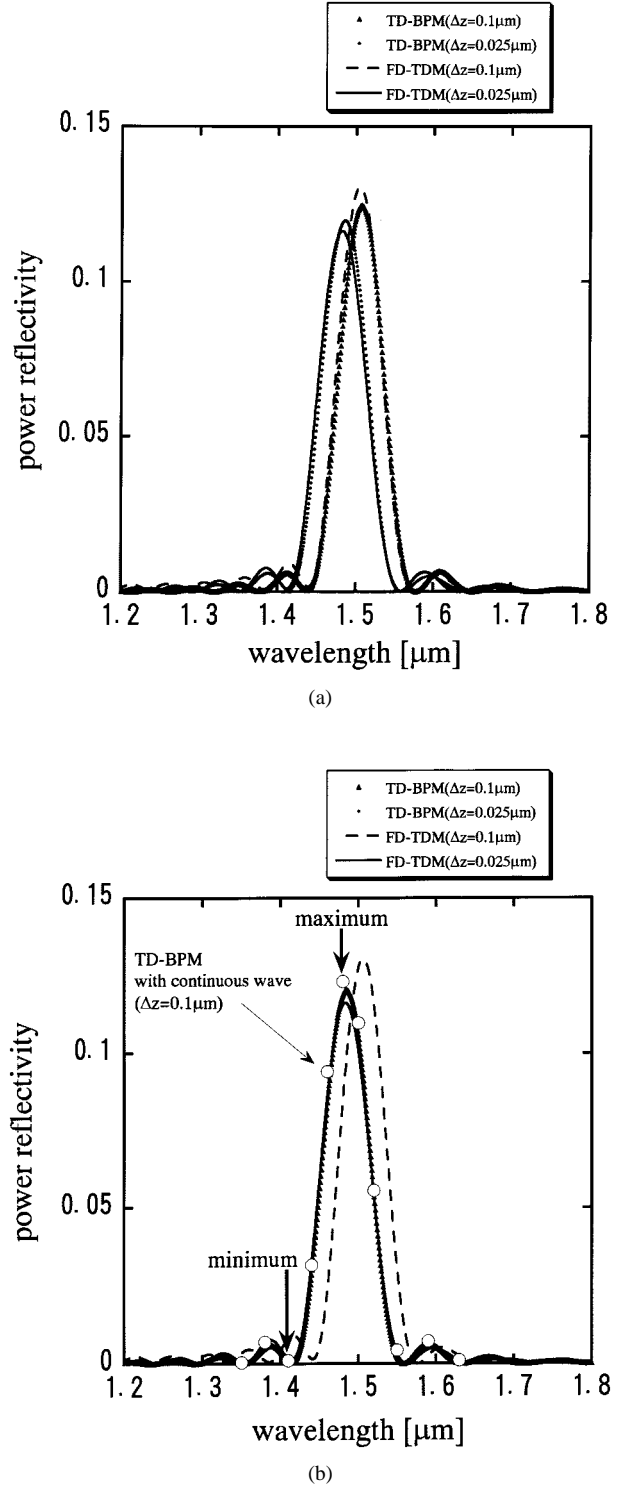 TD-BPM(Δz=0.1μm)
TD-BPM(Δz=0.025μm)
FD-TDM(Δz=0.1μm)
FD-TDM(Δz=0.025μm)
0.15
0.1
0.05
0
power reflectivity
1.2 1.3 1.4 1.5 1.6 1.7 1.8
wavelength [μm]
(a)
TD-BPM(Δz=0.1μm)
TD-BPM(Δz=0.025μm)
FD-TDM(Δz=0.1μm)
FD-TDM(Δz=0.025μm)
0.15
maximum
TD-BPM
with continuous wave
(Δz=0.1μm)
0.1
0.05
minimum
0
power reflectivity
1.2 1.3 1.4 1.5 1.6 1.7 1.8
wavelength [μm]
(b)